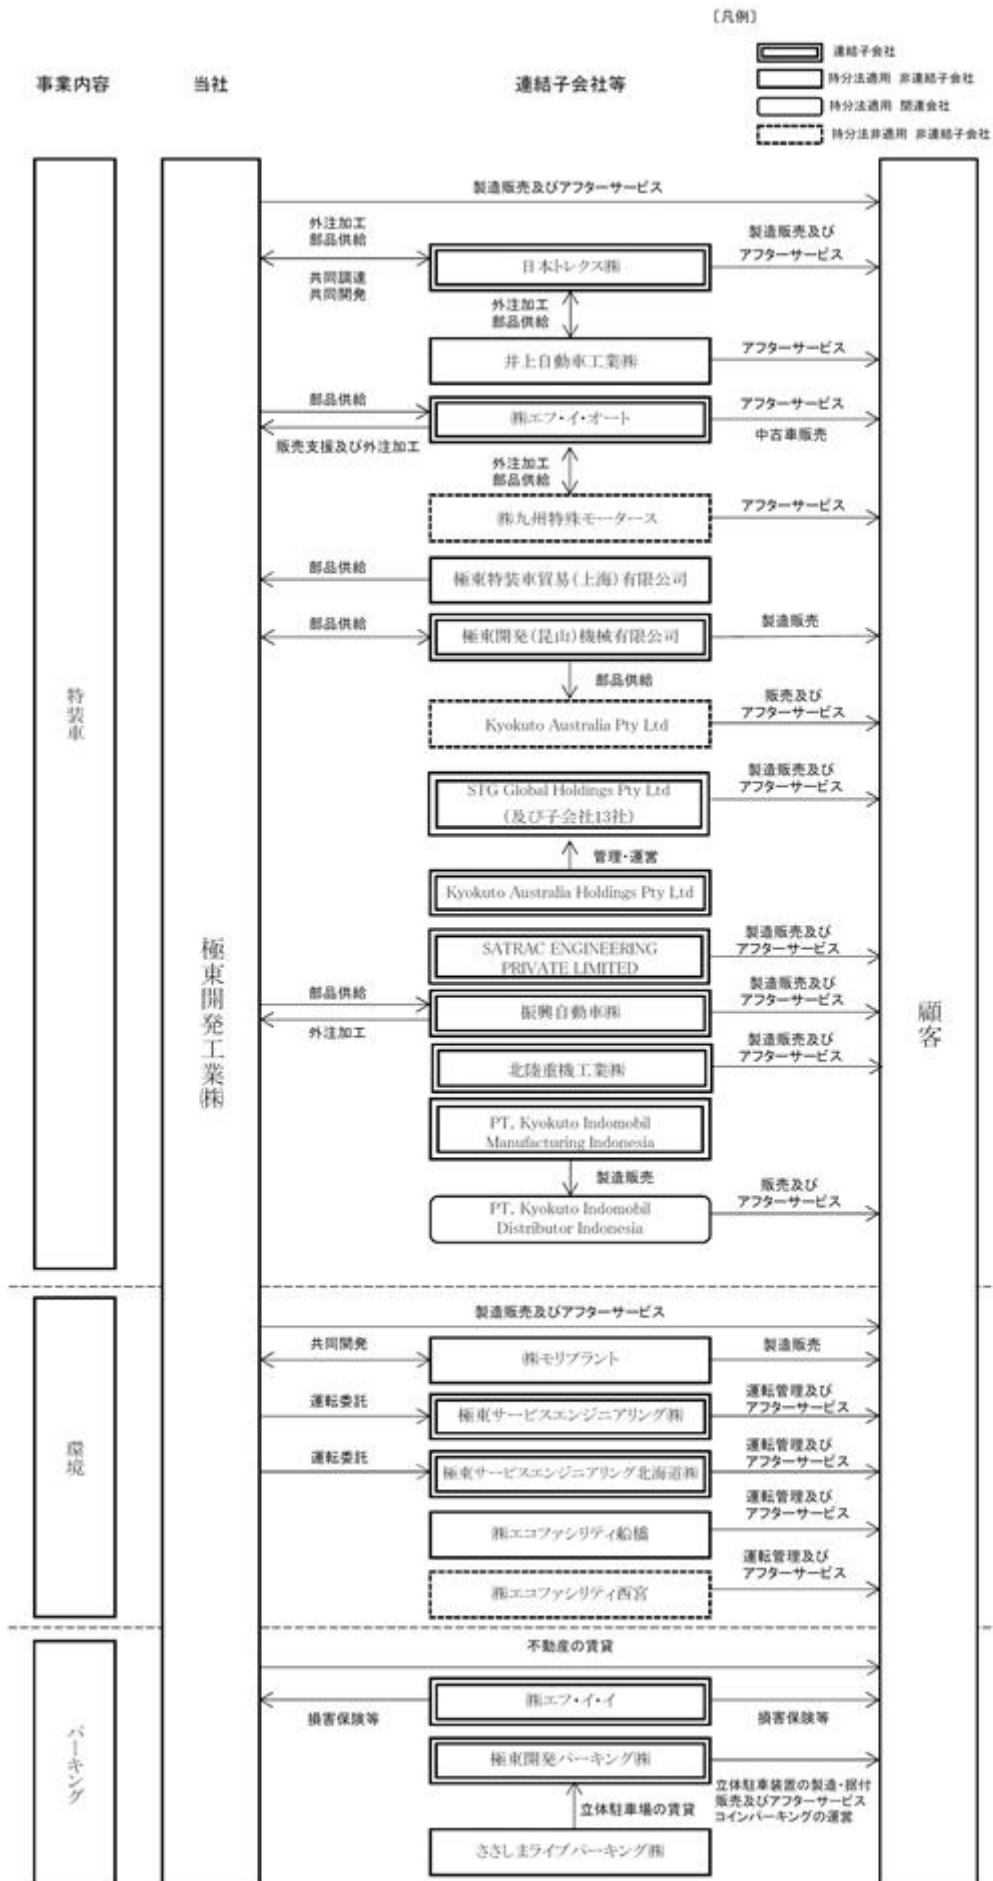 〔凡例〕
連結子会社
持分法適用 非連結子会社
持分法適用 関連会社
持分法非適用 非連結子会社
事業内容
当社
連結子会社等
特装車
極東開発工業㈱
顧客
製造販売及びアフターサービス
外注加工
部品供給
共同調達
共同開発
日本トレクス㈱
製造販売及び
アフターサービス
外注加工
部品供給
井上自動車工業㈱
アフターサービス
部品供給
販売支援及び外注加工
㈱エフ・イ・オート
アフターサービス
中古車販売
外注加工
部品供給
㈱九州特殊モータース
アフターサービス
部品供給
極東特装車貿易(上海)有限公司
部品供給
極東開発(昆山)機械有限公司
製造販売
部品供給
Kyokuto Australia Pty Ltd
販売及び
アフターサービス
STG Global Holdings Pty Ltd
(及び子会社13社)
製造販売及び
アフターサービス
管理・運営
Kyokuto Australia Holdings Pty Ltd
SATRAC ENGINEERING
PRIVATE LIMITED
製造販売及び
アフターサービス
部品供給
外注加工
振興自動車㈱
製造販売及び
アフターサービス
北陸重機工業㈱
製造販売及び
アフターサービス
PT. Kyokuto Indomobil
Manufacturing Indonesia
製造販売
PT. Kyokuto Indomobil
Distributor Indonesia
販売及び
アフターサービス
環境
製造販売及びアフターサービス
共同開発
㈱モリプラント
製造販売
運転委託
極東サービスエンジニアリング㈱
運転管理及び
アフターサービス
運転委託
極東サービスエンジニアリング北海道㈱
運転管理及び
アフターサービス
㈱エコファシリティ船橋
運転管理及び
アフターサービス
㈱エコファシリティ西宮
運転管理及び
アフターサービス
パーキング
不動産の賃貸
損害保険等
㈱エフ・イ・イ
損害保険等
極東開発パーキング㈱
立体駐車装置の製造・据付
販売及びアフターサービス
コインパーキングの運営
立体駐車場の賃貸
ささしまライブパーキング㈱